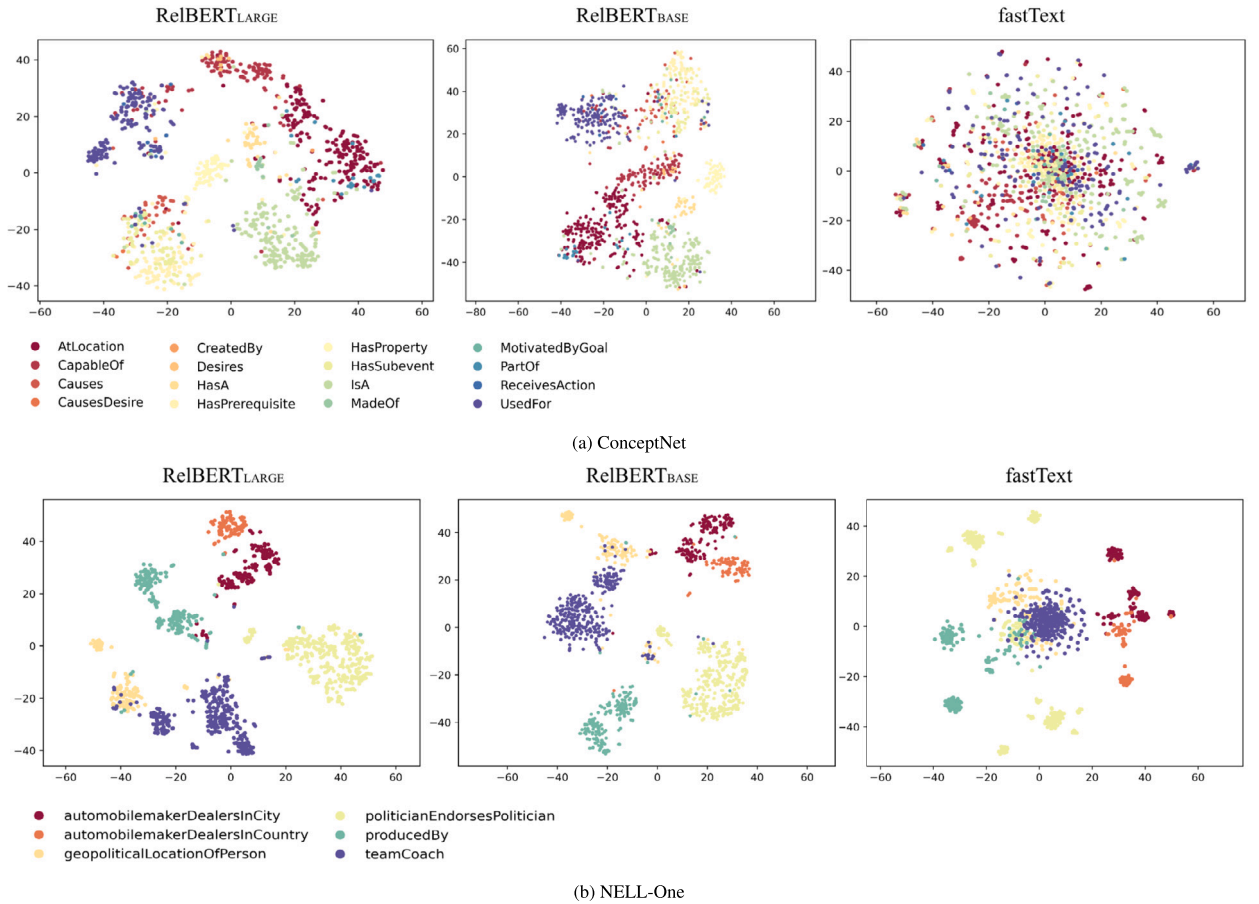 RelBERTLARGE RelBERTBASE fastText
40 20 0 −20 −40
−60 −40 −20 0 20 40 60
60 40 20 0 −20 −40
−80 −60 −40 −20 0 20 40 60 80
40 20 0 −20 −40
−60 −40 −20 0 20 40 60
AtLocation CreatedBy HasProperty MotivatedByGoal
CapableOf Desires HasSubevent PartOf
Causes HasA IsA ReceivesAction
CausesDesire HasPrerequisite MadeOf UsedFor
(a) ConceptNet
RelBERTLARGE RelBERTBASE fastText
40 20 0 −20 −40
−60 −40 −20 0 20 40 60
40 20 0 −20 −40
−80 −60 −40 −20 0 20 40 60 80
40 20 0 −20 −40
−60 −40 −20 0 20 40 60
automobilemakerDealersInCity politicianEndorsesPolitician
automobilemakerDealersInCountry producedBy
geopoliticalLocationOfPerson teamCoach
(b) NELL-One